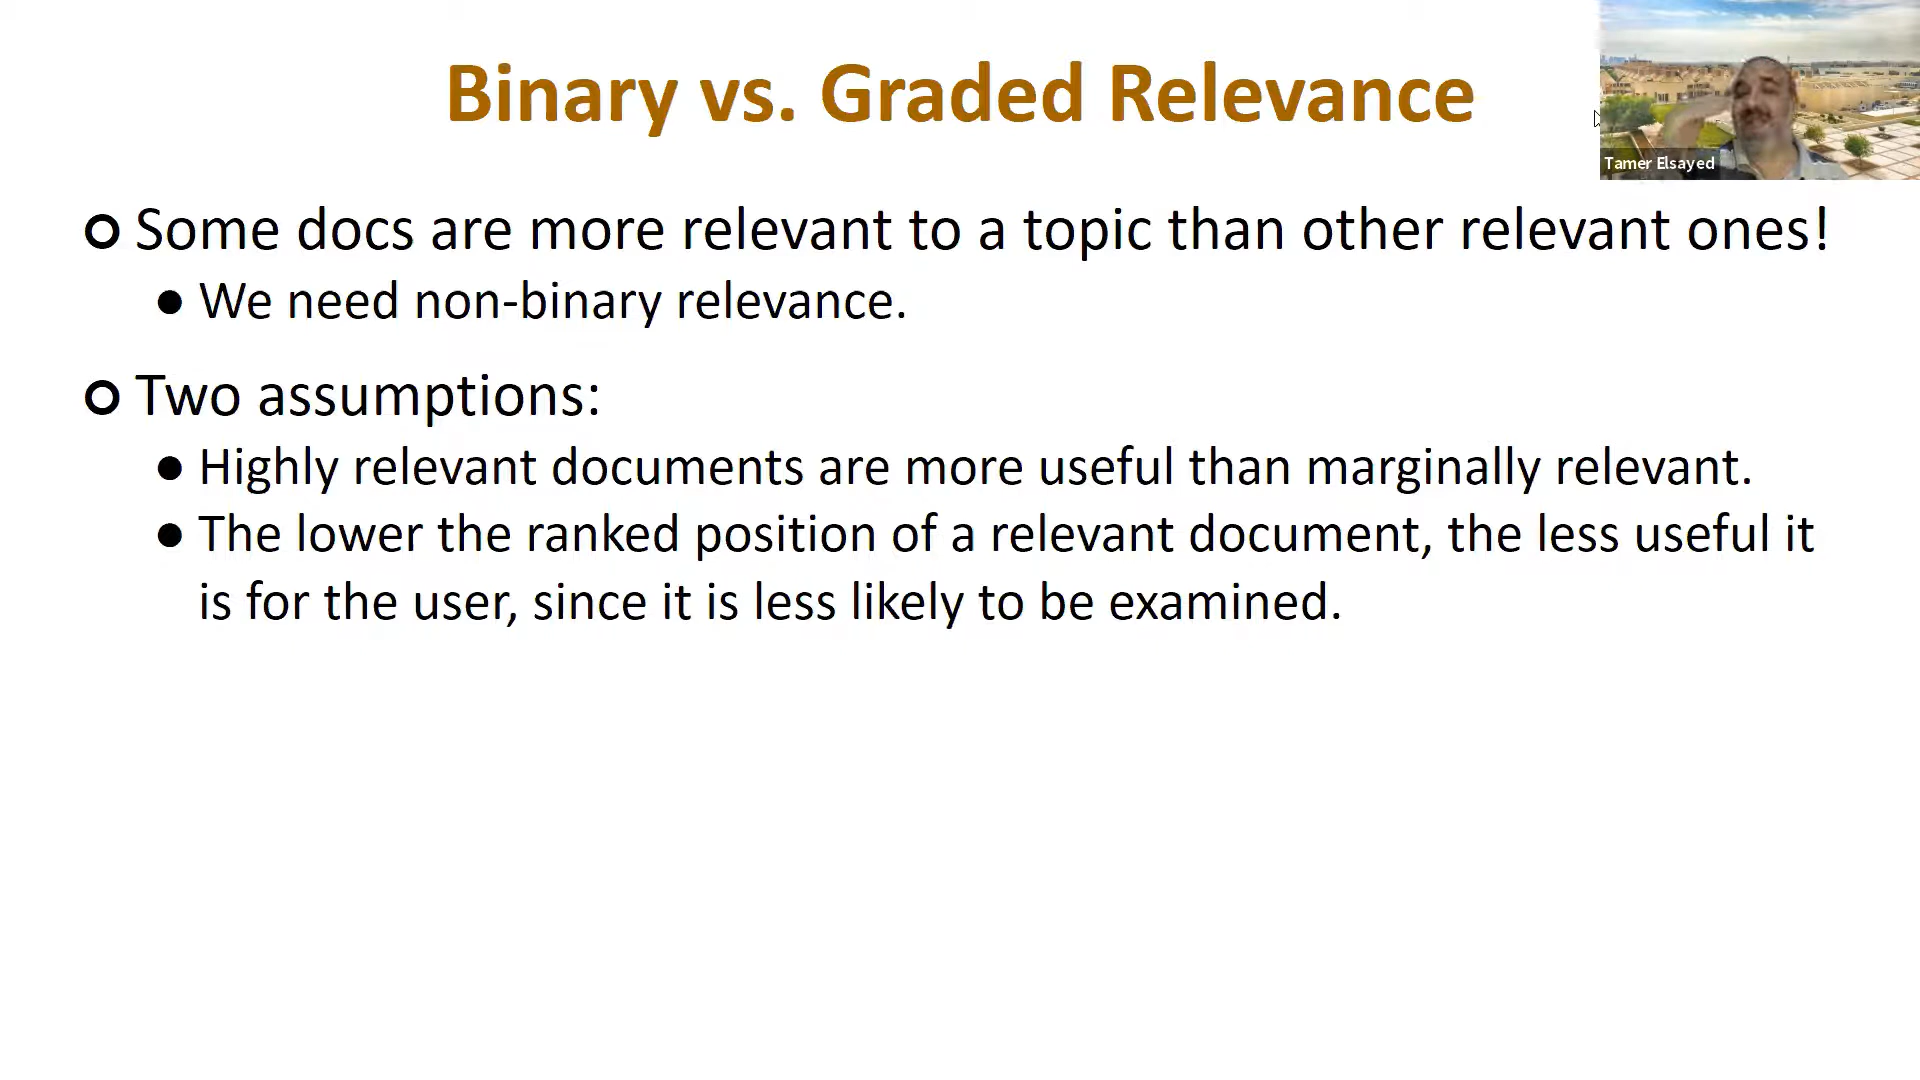 Binary vs. Graded Relevance
Tamer Elsayed
Some docs are more relevant to a topic than other relevant ones!
We need non-binary relevance.
Two assumptions:
Highly relevant documents are more useful than marginally relevant.
The lower the ranked position of a relevant document, the less useful it
is for the user, since it is less likely to be examined.